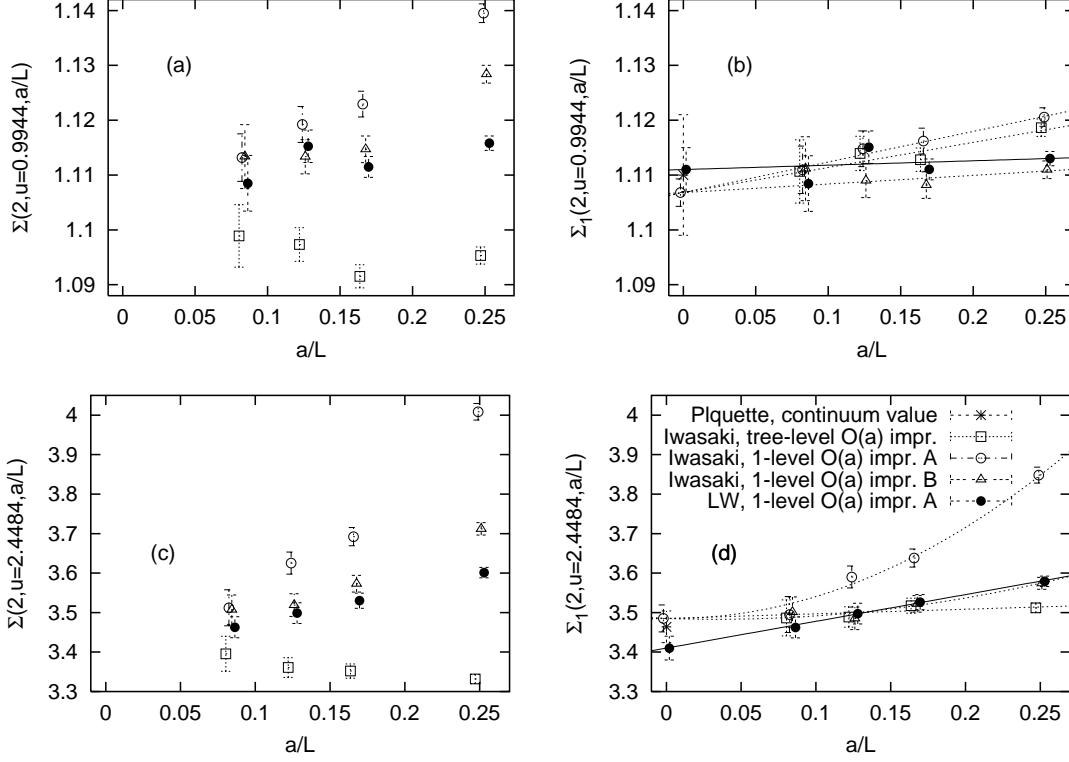 1.14
1.13
1.12
1.11
1.1
1.09
Σ(2,u=0.9944,a/L)
(a)
0 0.05 0.1 0.15 0.2 0.25
a/L
1.14
1.13
1.12
1.11
1.1
1.09
Σ1(2,u=0.9944,a/L)
(b)
0 0.05 0.1 0.15 0.2 0.25
a/L
4
3.9
3.8
3.7
3.6
3.5
3.4
3.3
Σ(2,u=2.4484,a/L)
(c)
0 0.05 0.1 0.15 0.2 0.25
a/L
4
3.9
3.8
3.7
3.6
3.5
3.4
3.3
Σ1(2,u=2.4484,a/L)
Plquette, continuum value
Iwasaki, tree-level O(a) impr.
Iwasaki, 1-level O(a) impr. A
Iwasaki, 1-level O(a) impr. B
LW, 1-level O(a) impr. A
(d)
0 0.05 0.1 0.15 0.2 0.25
a/L